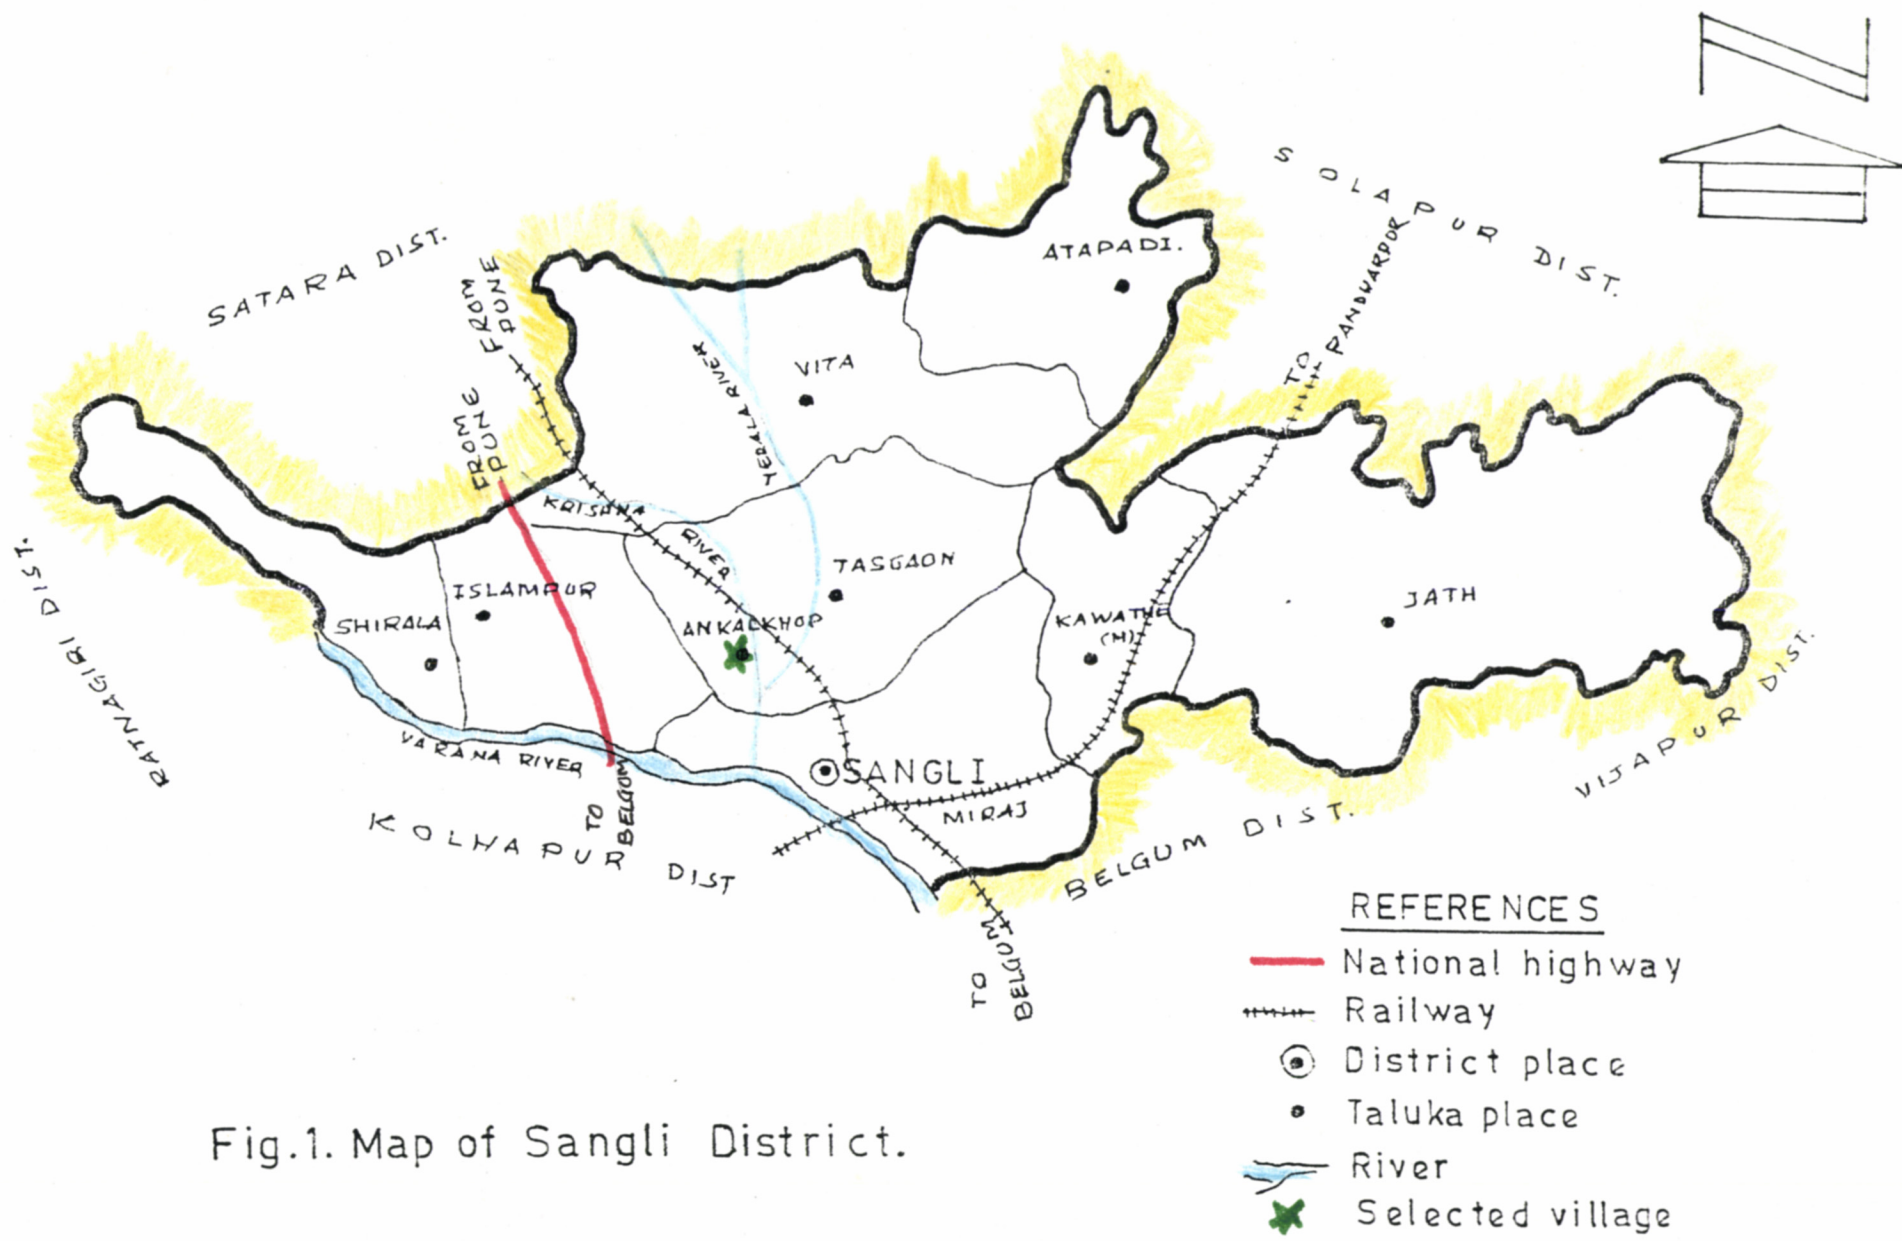 N
SOLAPUR DIST.
SATARA DIST.
FROM
PUNE
ATAPADI.
TO PANDHARPUR
FROM
PUNE
VITA
YERALA RIVER
KRISHNA RIVER
TASGAON
ISLAMPUR
SHIRALA
ANKALKHOP
KAWATHE
(M)
JATH
RATNAGIRI DIST.
VARANA RIVER
SANGLI
MIRAJ
VIJAPUR DIST.
TO
BELGUM
KOLHAPUR DIST
BELGUM DIST.
TO
BELGUM
REFERENCES
National highway
Railway
District place
Taluka place
River
Selected village
Fig.1. Map of Sangli District.